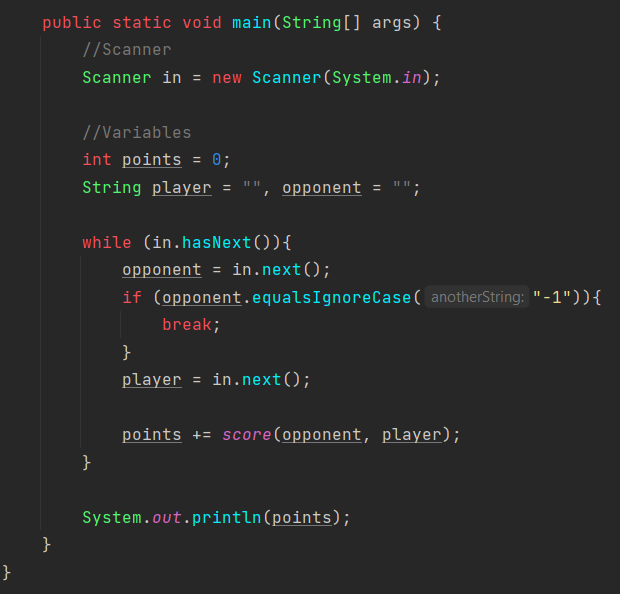 public static void main(String[] args) {
//Scanner
Scanner in = new Scanner(System.in);
//Variables
int points = 0;
String player = "", opponent = "";
while (in.hasNext()){
opponent = in.next();
if (opponent.equalsIgnoreCase( anotherString: "-1")){
break;
}
player = in.next();
points += score(opponent, player);
}
System.out.println(points);
}
}